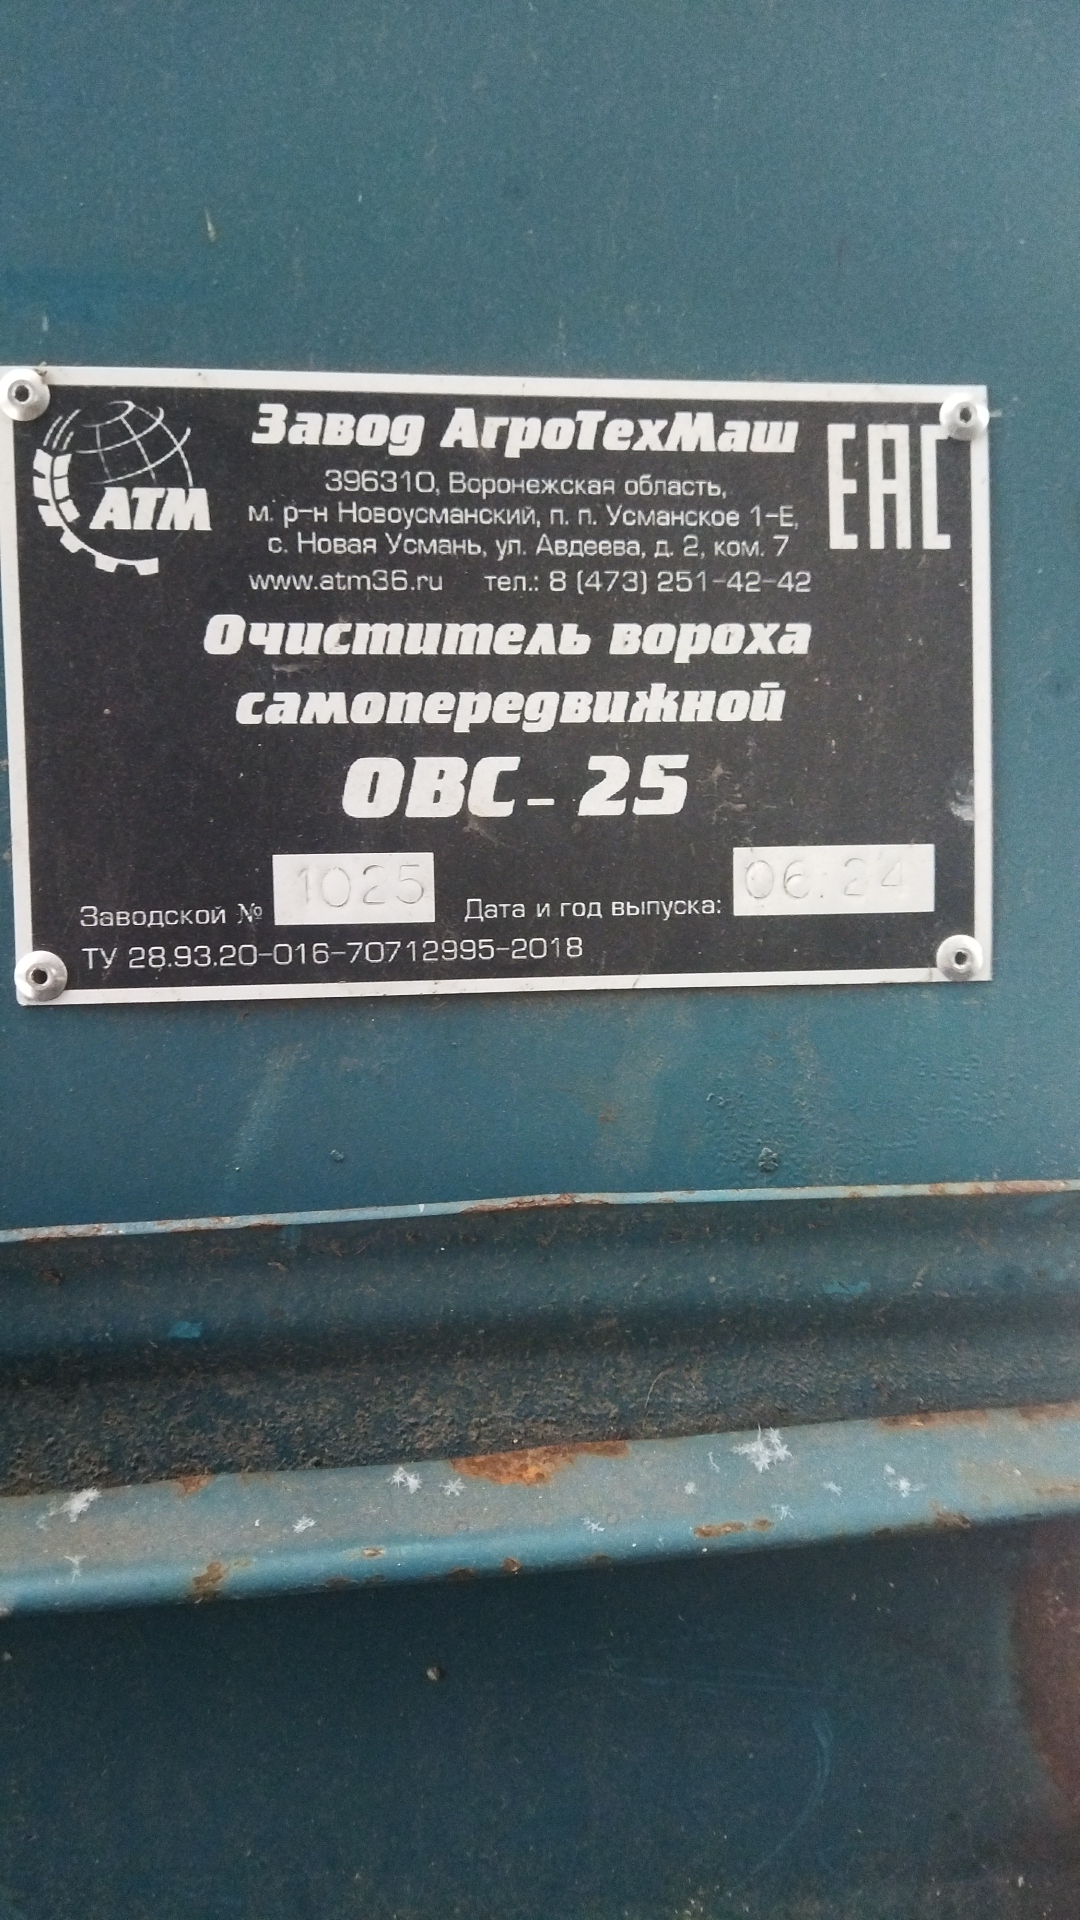 Завод АгроТехМаш
396310, Воронежская область,
м. р-н Новоусманский, п. п. Усманское 1-Е,
с. Новая Усмань, ул. Авдеева, д. 2, ком. 7
www.atm36.ru тел.: 8 (473) 251-42-42
АТМ
ЕАС
Очиститель вороха
самопередвижной
ОВС - 25
Заводской № 1025 Дата и год выпуска: 06.24
ТУ 28.93.20-016-70712995-2018